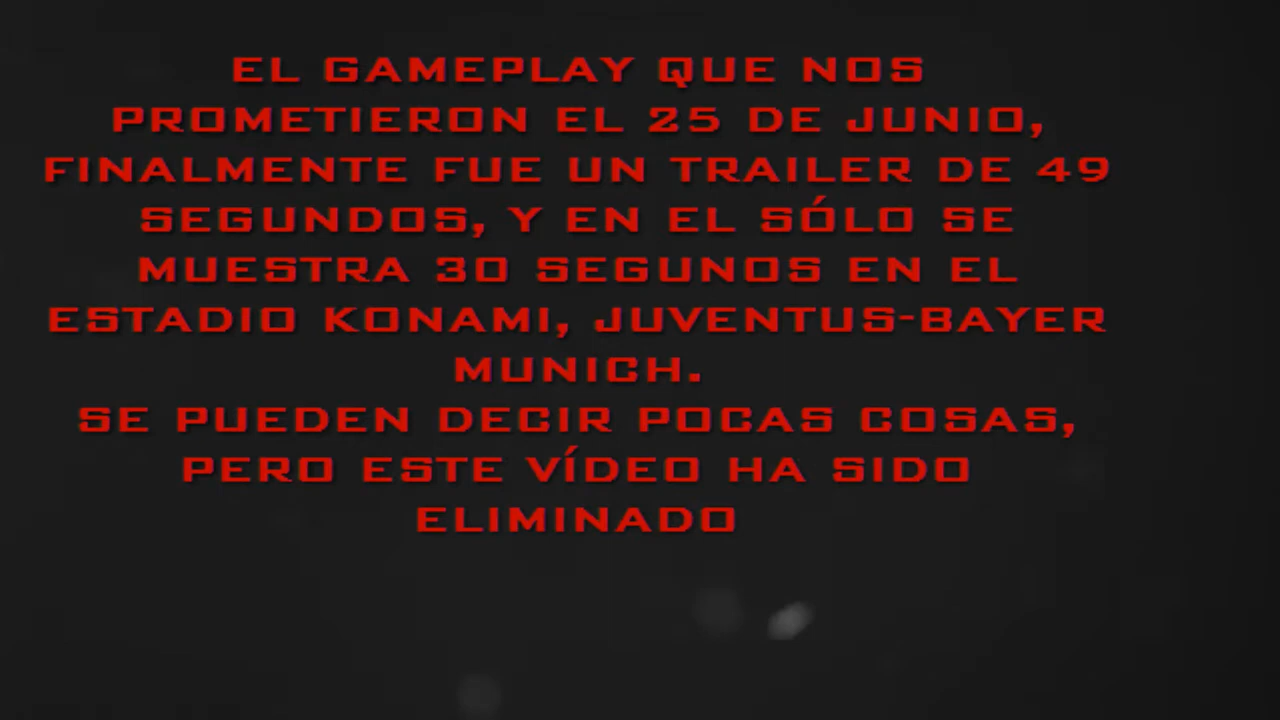 EL GAMEPLAY QUE NOS
PROMETIERON EL 25 DE JUNIO,
FINALMENTE FUE UN TRAILER DE 49
SEGUNDOS, Y EN EL SÓLO SE
MUESTRA 30 SEGUNOS EN EL
ESTADIO KONAMI, JUVENTUS-BAYER
MUNICH.
SE PUEDEN DECIR POCAS COSAS,
PERO ESTE VÍDEO HA SIDO
ELIMINADO